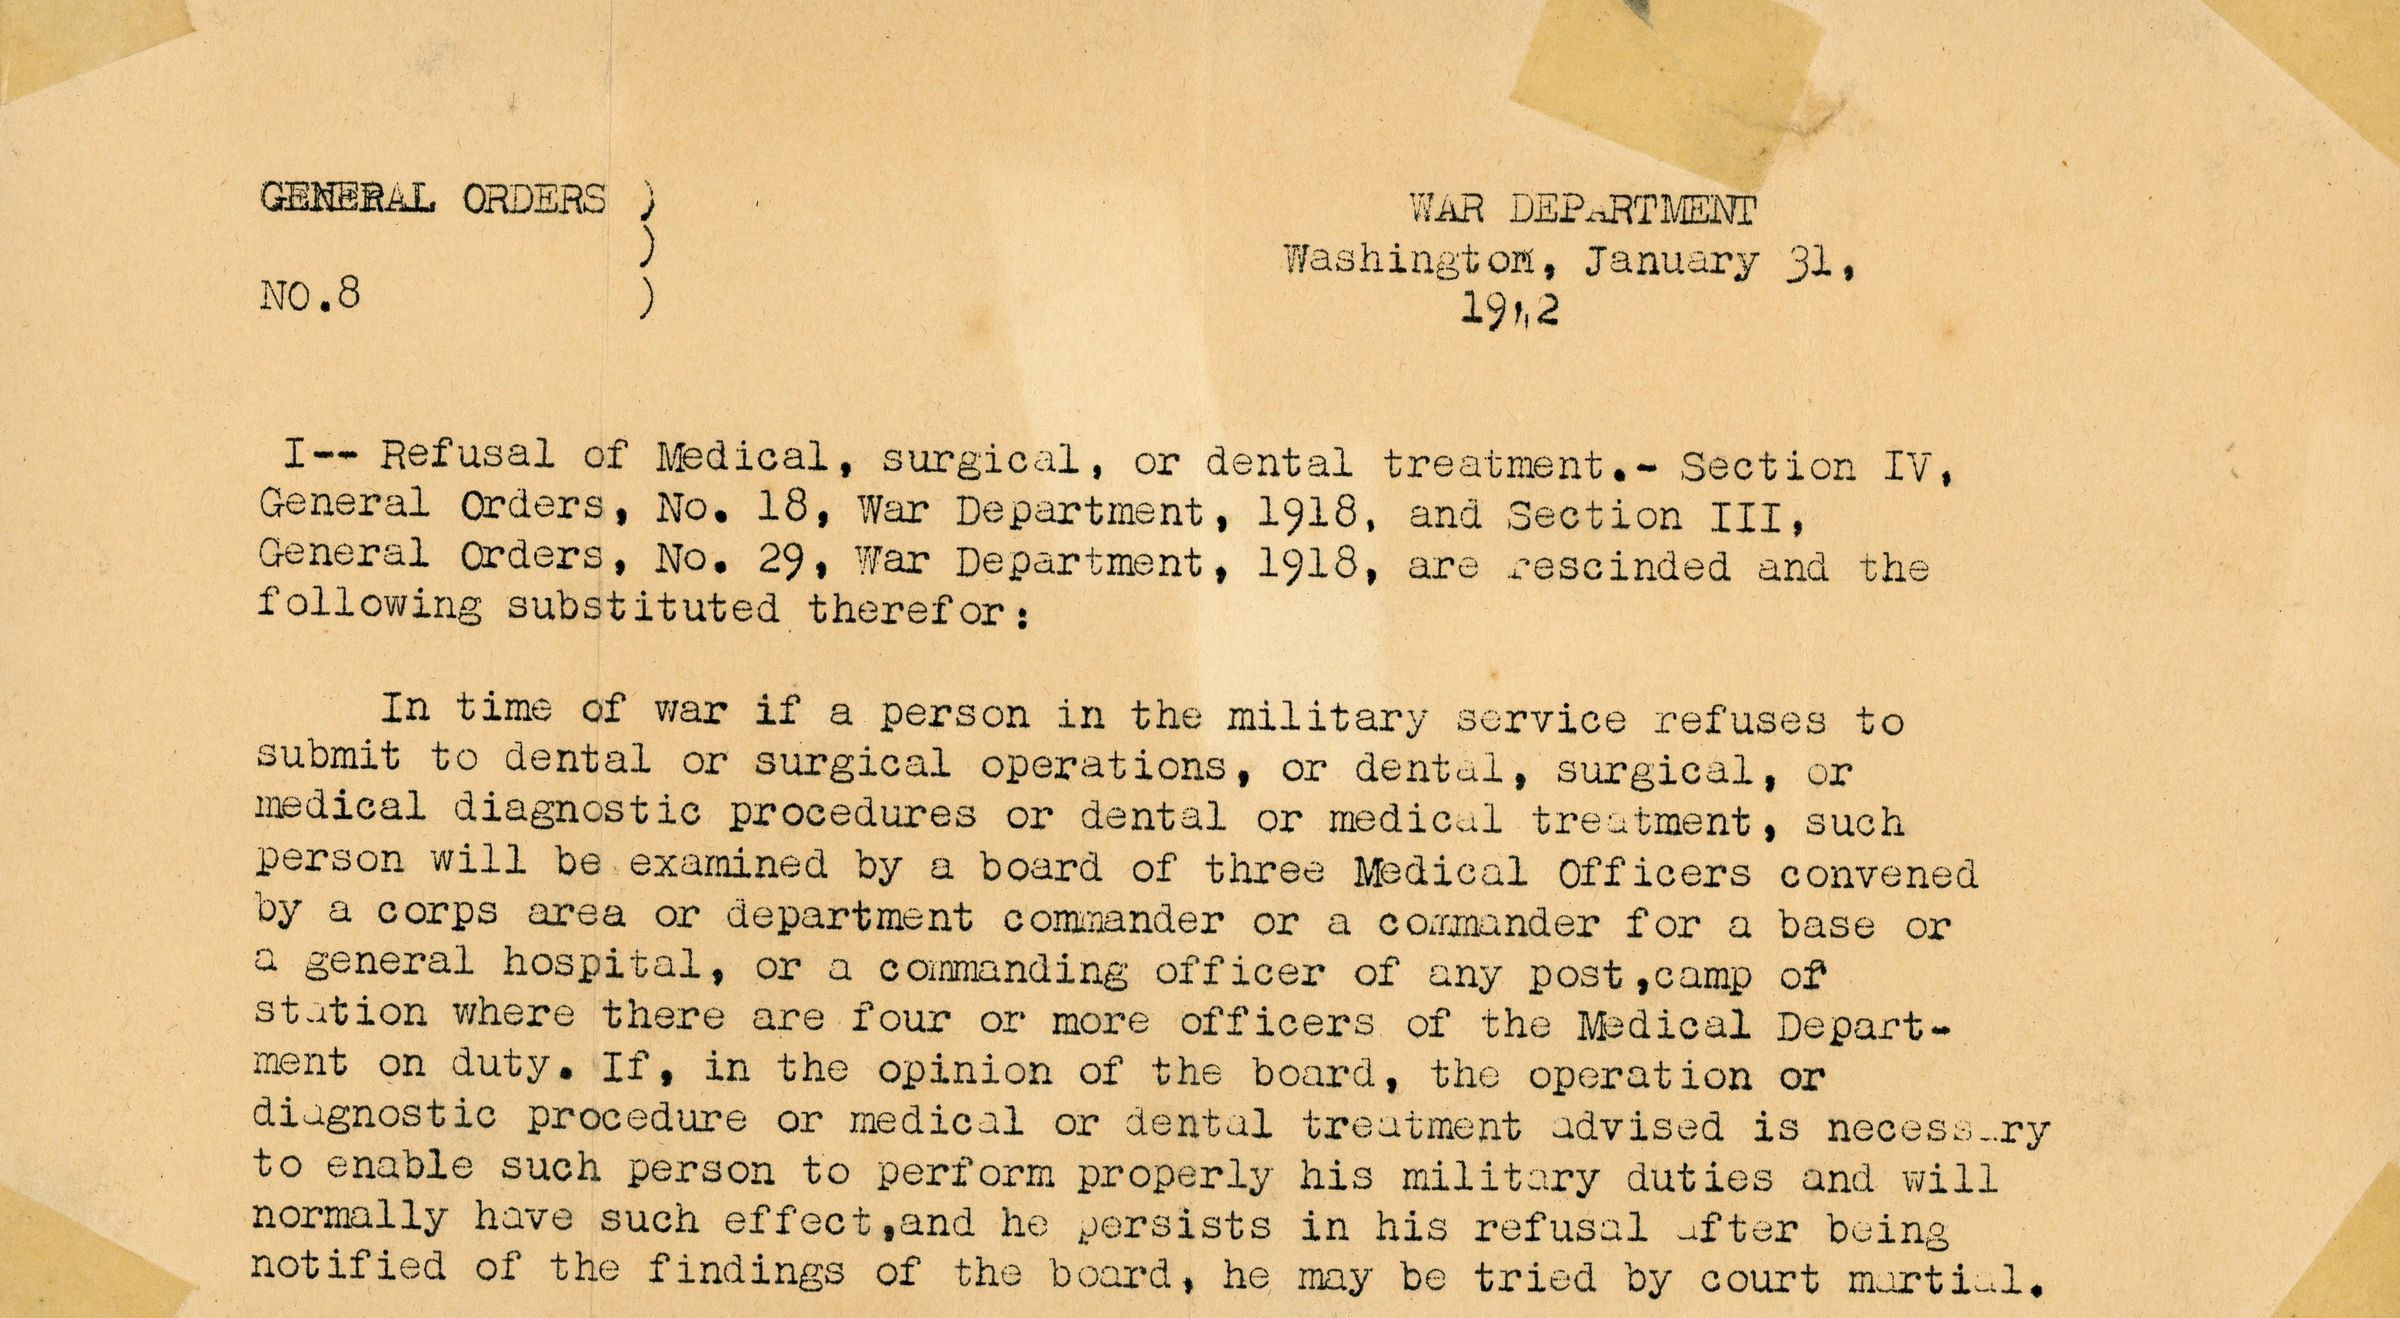 GENERAL ORDERS )
)
NO.8 )
WAR DEPARTMENT
Washington, January 31,
1942
I-- Refusal of Medical, surgical, or dental treatment.- Section IV,
General Orders, No. 18, War Department, 1918, and Section III,
General Orders, No. 29, War Department, 1918, are rescinded and the
following substituted therefor:
In time of war if a person in the military service refuses to
submit to dental or surgical operations, or dental, surgical, or
medical diagnostic procedures or dental or medical treatment, such
person will be examined by a board of three Medical Officers convened
by a corps area or department commander or a commander for a base or
a general hospital, or a commanding officer of any post,camp of
station where there are four or more officers of the Medical Depart-
ment on duty. If, in the opinion of the board, the operation or
diagnostic procedure or medical or dental treatment advised is necessary
to enable such person to perform properly his military duties and will
normally have such effect,and he persists in his refusal after being
notified of the findings of the board, he may be tried by court martial.